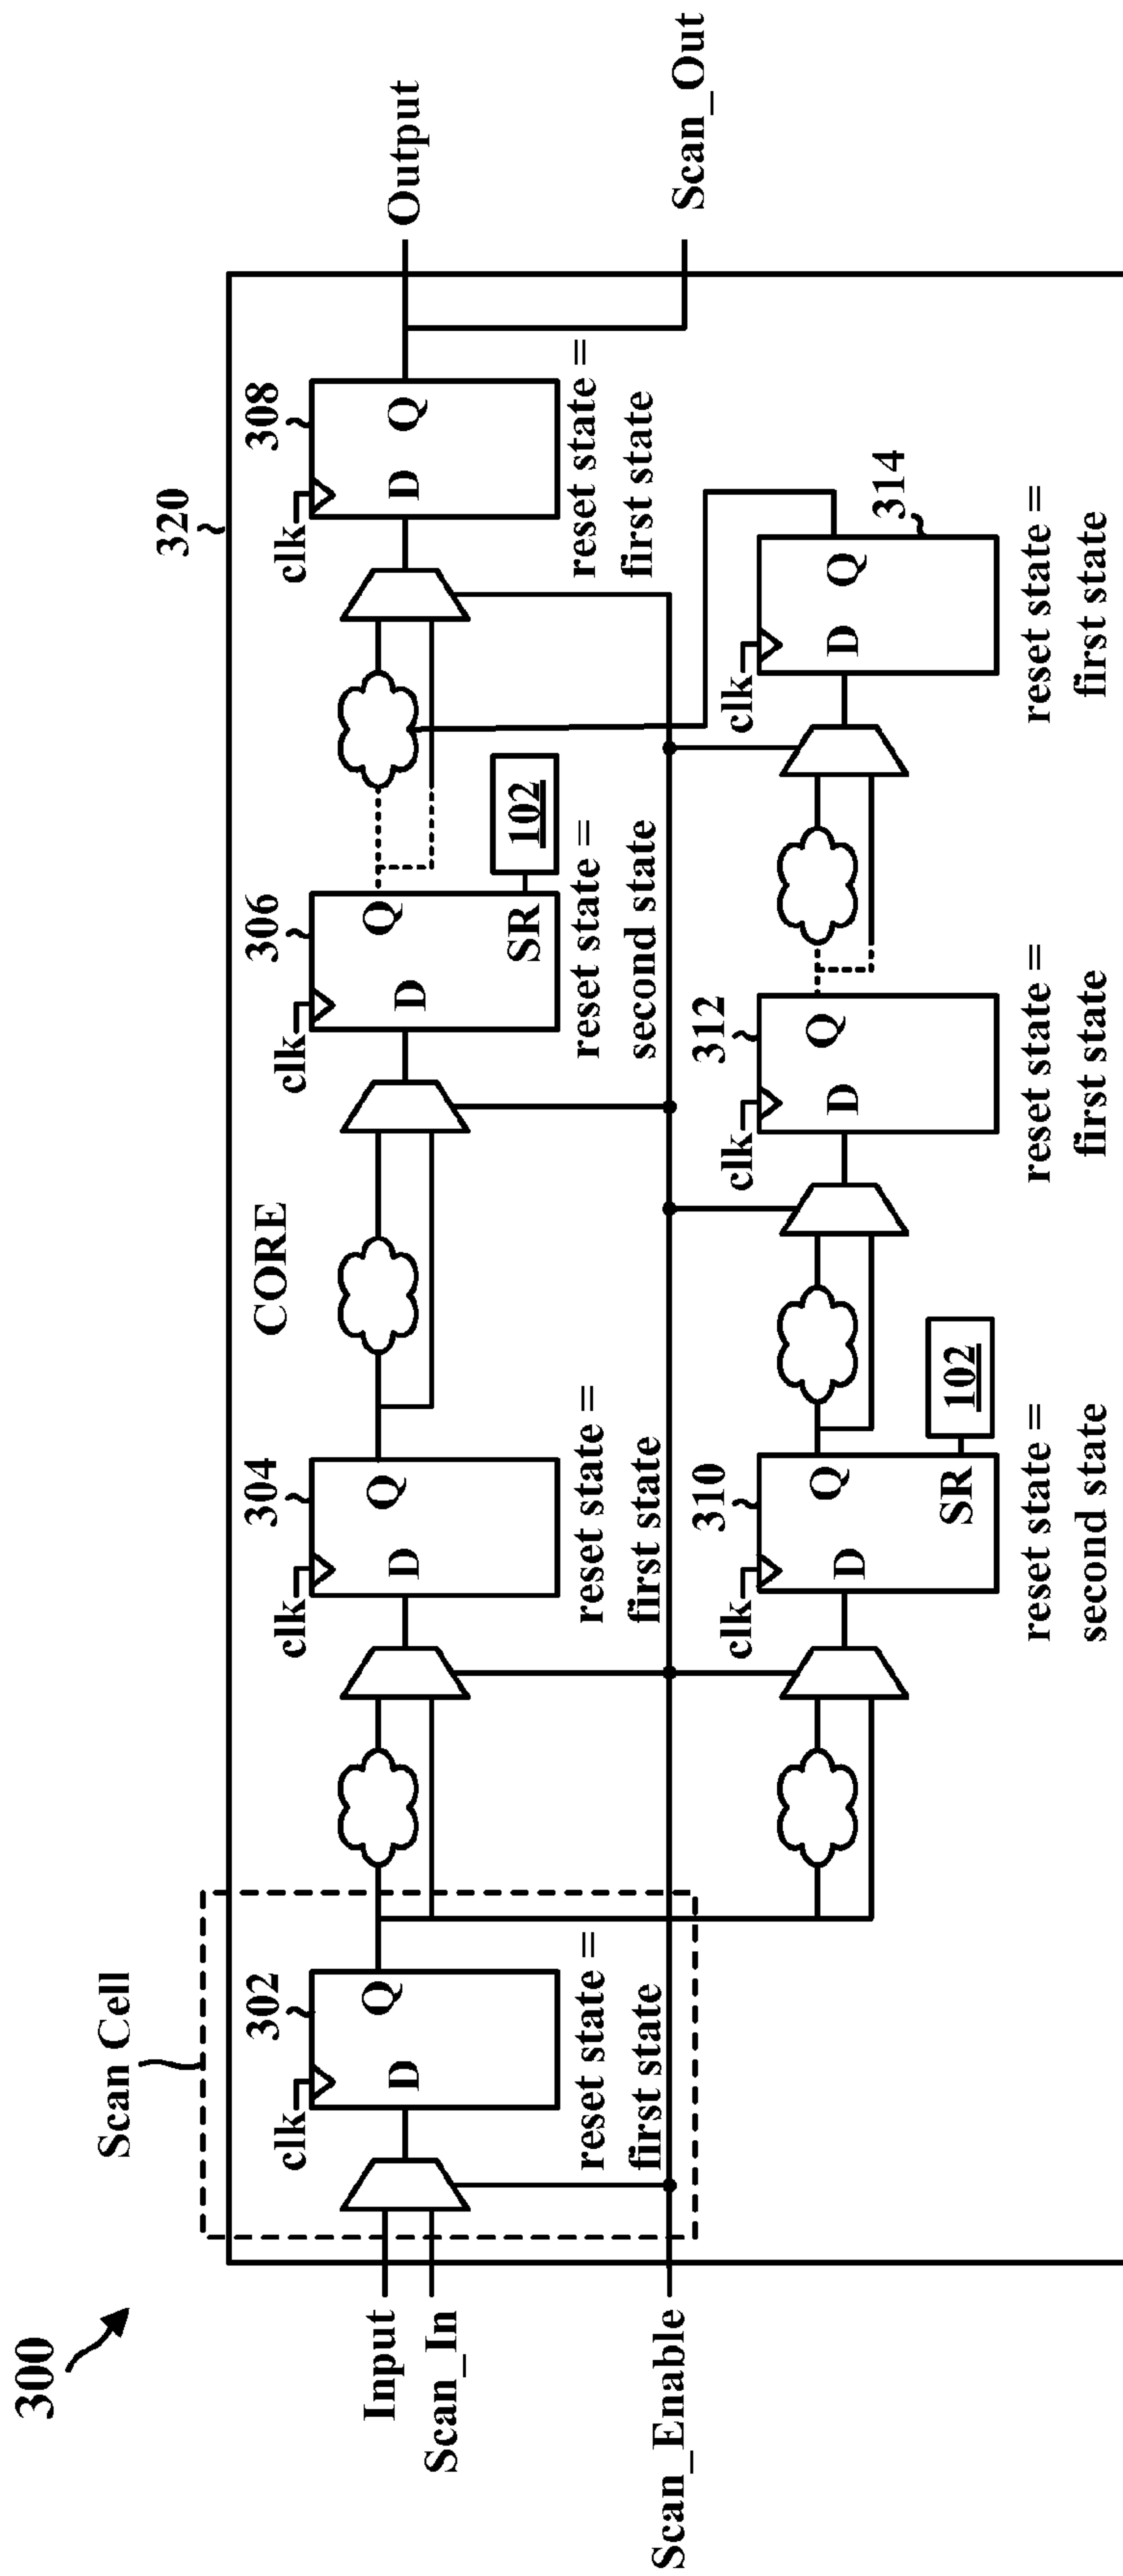 300
Scan Cell
320
CORE
Input
Scan_In
Scan_Enable
302
clk
D
Q
reset state =
first state
304
clk
D
Q
reset state =
first state
306
clk
D
Q
SR
102
reset state =
second state
308
clk
D
Q
reset state =
first state
Output
Scan_Out
310
clk
D
Q
SR
102
reset state =
second state
312
clk
D
Q
reset state =
first state
314
clk
D
Q
reset state =
first state